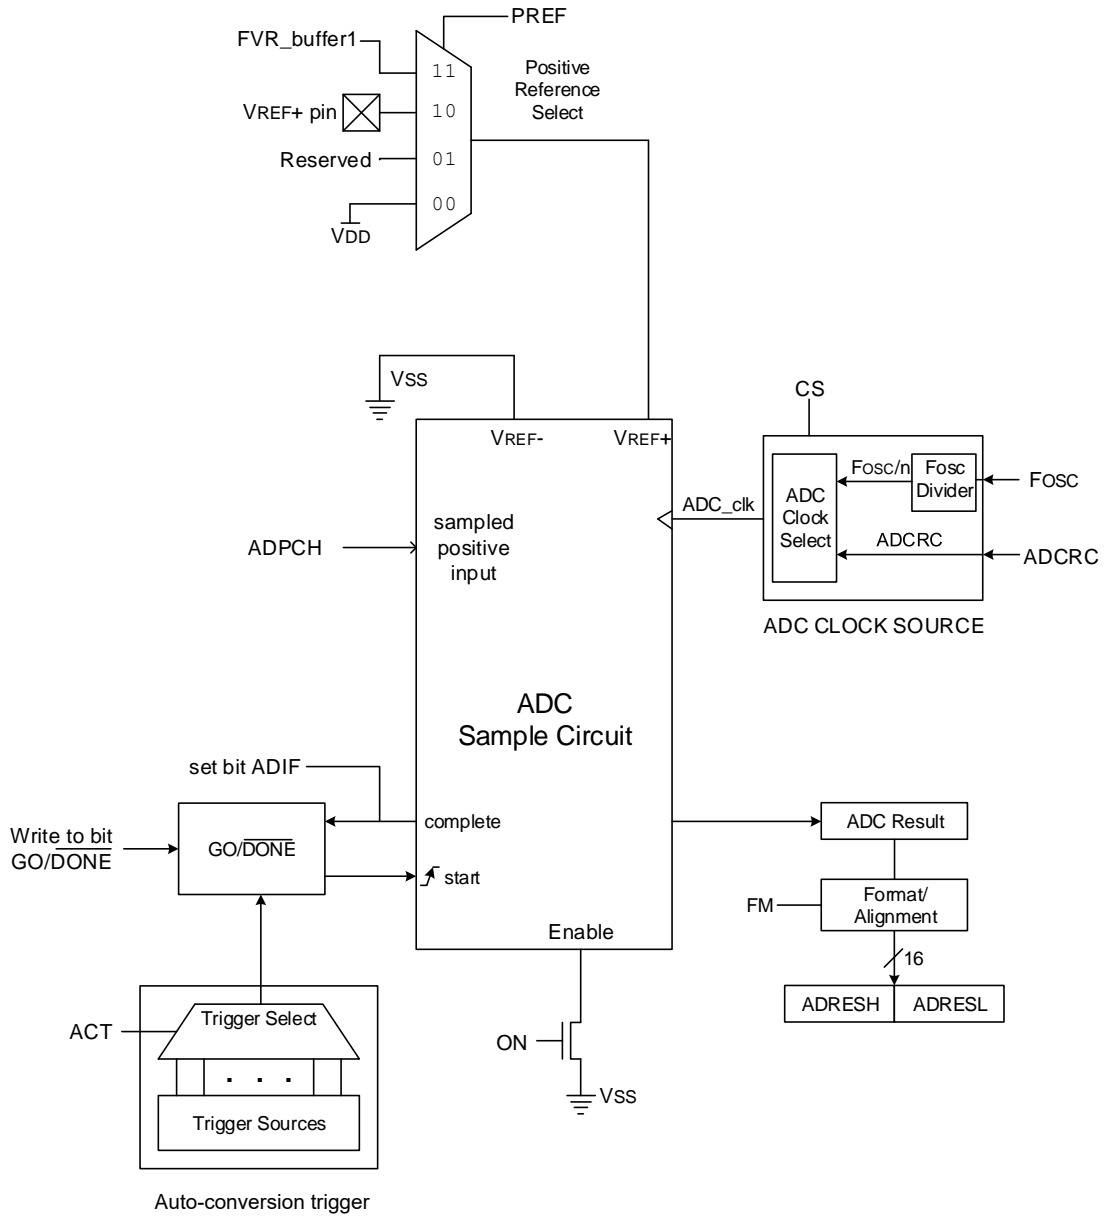 PREF
FVR_buffer1
11
Positive
Reference
Select
VREF+ pin
10
Reserved
01
00
VDD
VSS
VREF-
VREF+
CS
ADC
Clock
Select
FOSC/n
Fosc
Divider
FOSC
ADC_clk
ADCRC
ADCRC
ADC CLOCK SOURCE
ADPCH
sampled
positive
input
ADC
Sample Circuit
set bit ADIF
complete
Write to bit
GO/DONE
GO/DONE
start
ADC Result
FM
Format/
Alignment
16
ADRESH
ADRESL
Enable
ON
VSS
ACT
Trigger Select
. . .
Trigger Sources
Auto-conversion trigger